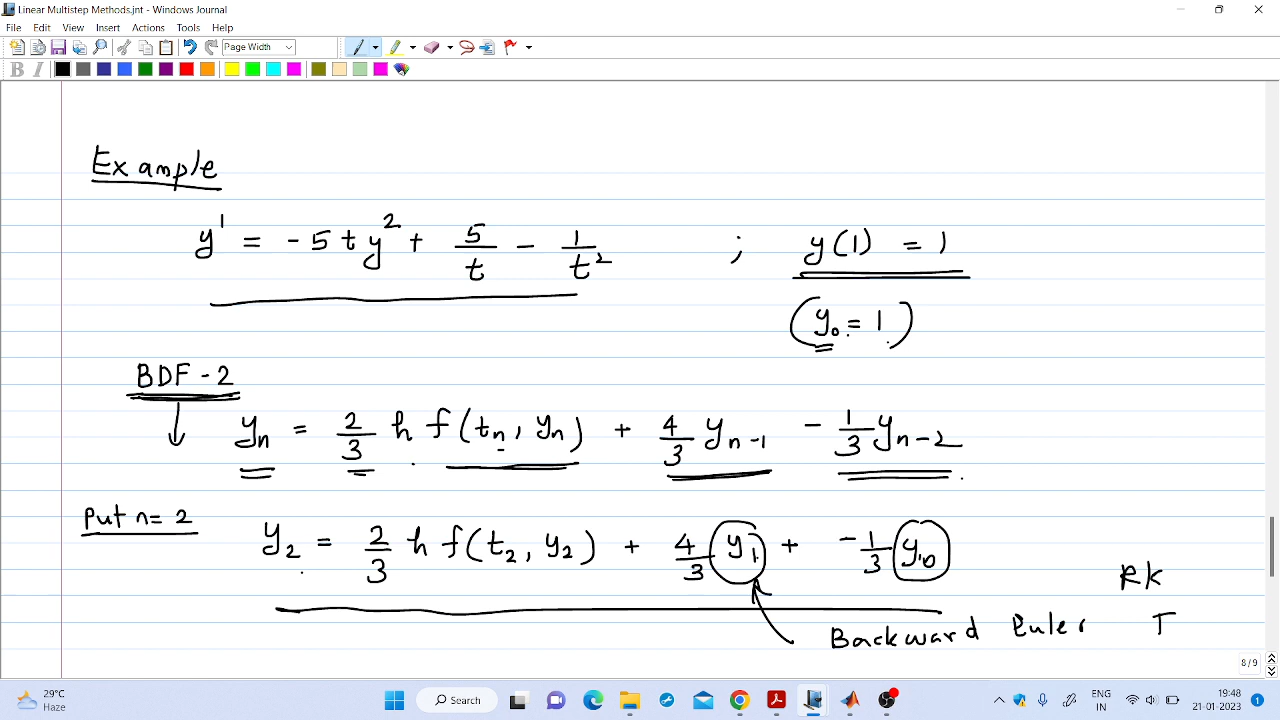 Linear Multistep Methods.jnt - Windows Journal
File Edit View Insert Actions Tools Help
Page Width
B I
Example
y' = -5ty² + 5/t - 1/t² ; y(1) = 1
(y₀ = 1)
BDF-2
yₙ = 2/3 h f(tₙ, yₙ) + 4/3 yₙ₋₁ - 1/3 yₙ₋₂
Put n=2
y₂ = 2/3 h f(t₂, y₂) + 4/3 y₁ + -1/3 y₀
RK
Backward Euler T
8/9
29°C
Haze
Search
ENG
IN
13:48
21-01-2023
1